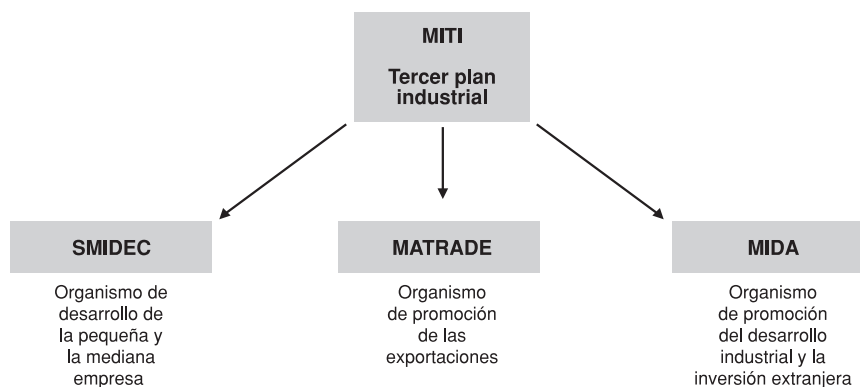 MITI
Tercer plan
industrial
SMIDEC
MATRADE
MIDA
Organismo de
desarrollo de
la pequeña y
la mediana
empresa
Organismo
de promoción
de las
exportaciones
Organismo
de promoción
del desarrollo
industrial y la
inversión extranjera